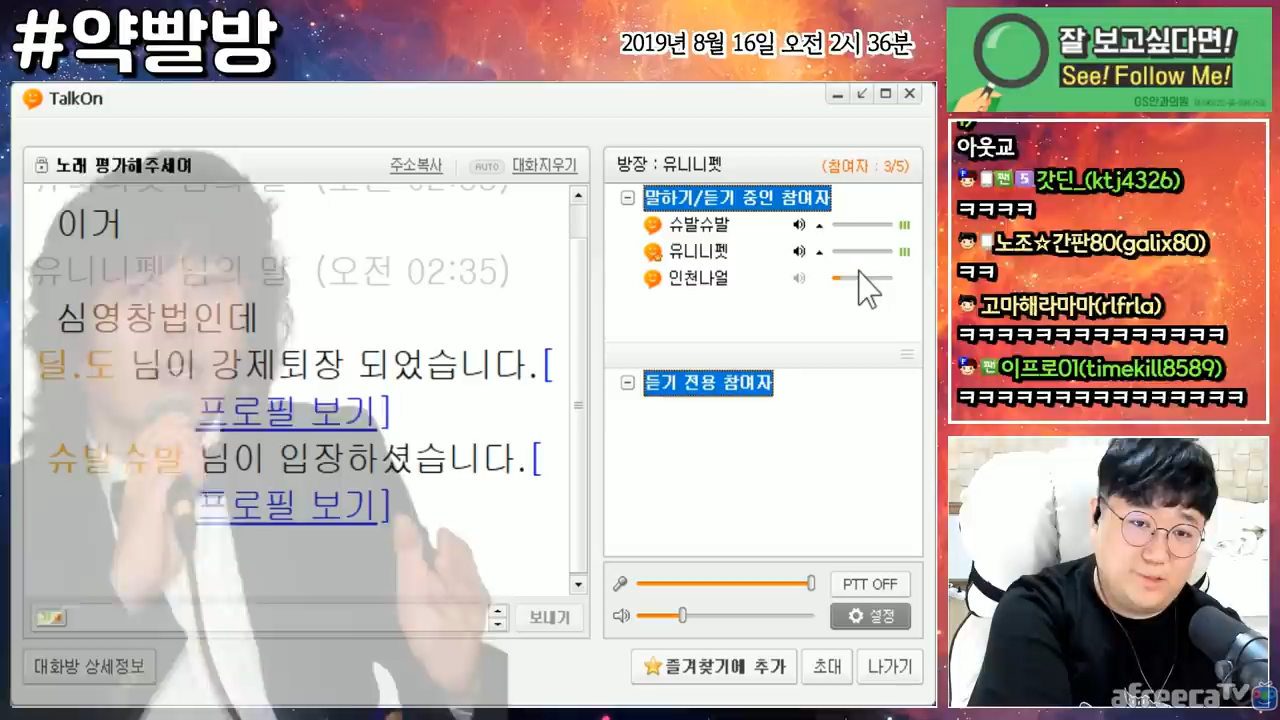 #약빨방
2019년 8월 16일 오전 2시 36분
잘 보고싶다면!
See! Follow Me!
GS안과의원
TalkOn
노래 평가해주세여
주소복사
AUTO
대화지우기
이거
유니니펫 님의 말 (오전 02:35)
심영창법인데
딜.도 님이 강제퇴장 되었습니다.[
프로필 보기]
슈발슈발 님이 입장하셨습니다.[
프로필 보기]
보내기
대화방 상세정보
방장 : 유니니펫
(참여자 : 3/5)
말하기/듣기 중인 참여자
슈발슈발
유니니펫
인천나얼
듣기 전용 참여자
PTT OFF
설정
즐겨찾기에 추가
초대
나가기
아웃교
팬 5 갓딘_(ktj4326)
ㅋㅋㅋㅋ
노조☆간판80(galix80)
ㅋㅋ
고마해라마마(rlfrla)
ㅋㅋㅋㅋㅋㅋㅋㅋㅋㅋㅋㅋㅋㅋ
팬 이프로01(timekill8589)
ㅋㅋㅋㅋㅋㅋㅋㅋㅋㅋㅋㅋㅋㅋㅋ
afreecaTV